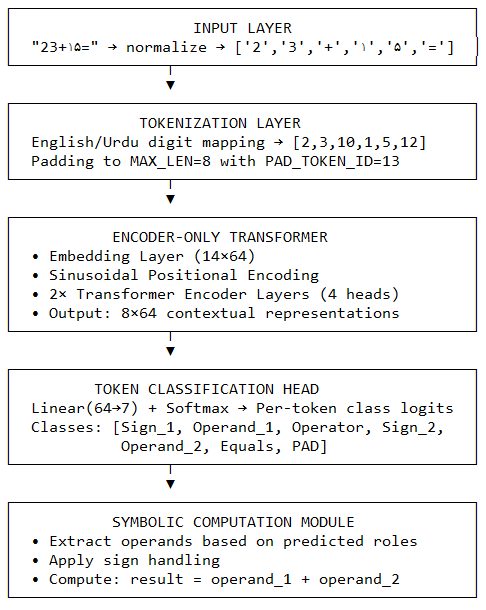 INPUT LAYER
"23+۱۵=" → normalize → ['2','3','+','۱','۵','=']
TOKENIZATION LAYER
English/Urdu digit mapping → [2,3,10,1,5,12]
Padding to MAX_LEN=8 with PAD_TOKEN_ID=13
ENCODER-ONLY TRANSFORMER
• Embedding Layer (14×64)
• Sinusoidal Positional Encoding
• 2× Transformer Encoder Layers (4 heads)
• Output: 8×64 contextual representations
TOKEN CLASSIFICATION HEAD
Linear(64→7) + Softmax → Per-token class logits
Classes: [Sign_1, Operand_1, Operator, Sign_2,
Operand_2, Equals, PAD]
SYMBOLIC COMPUTATION MODULE
• Extract operands based on predicted roles
• Apply sign handling
• Compute: result = operand_1 + operand_2